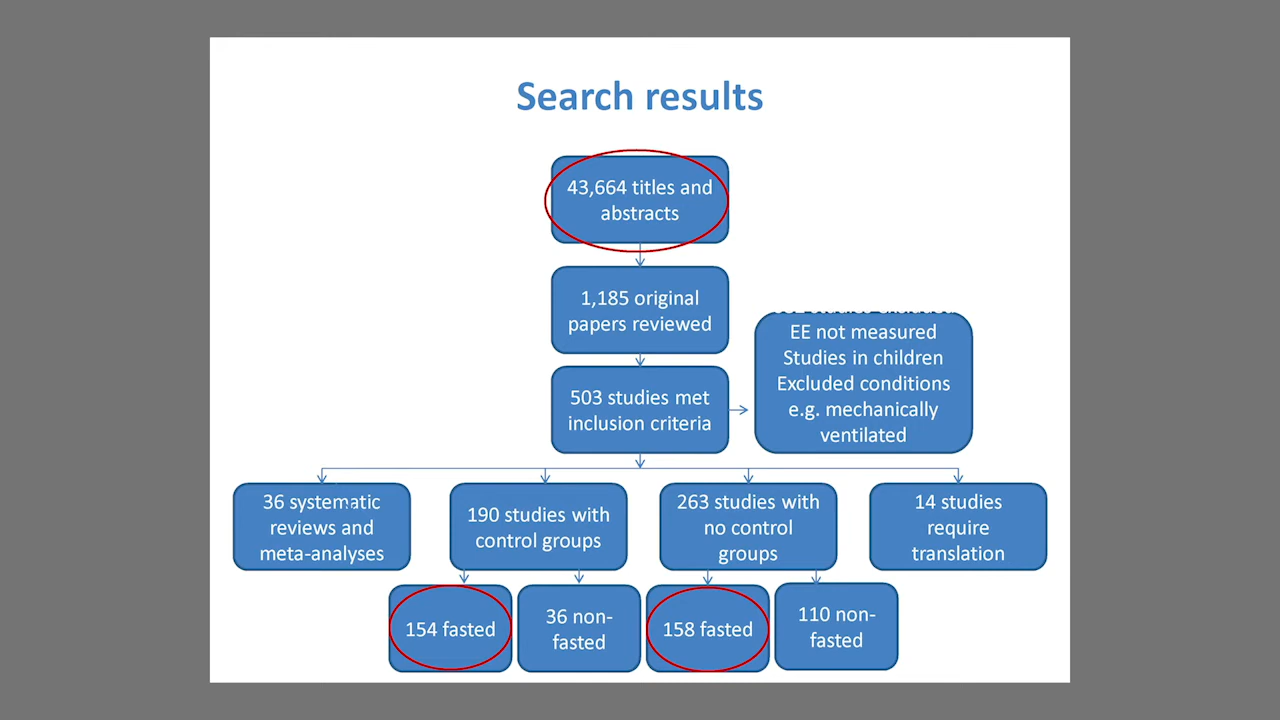 Search results
43,664 titles and
abstracts
1,185 original
papers reviewed
EE not measured
Studies in children
Excluded conditions
e.g. mechanically
ventilated
503 studies met
inclusion criteria
36 systematic
reviews and
meta-analyses
190 studies with
control groups
263 studies with
no control
groups
14 studies
require
translation
154 fasted
36 non-
fasted
158 fasted
110 non-
fasted